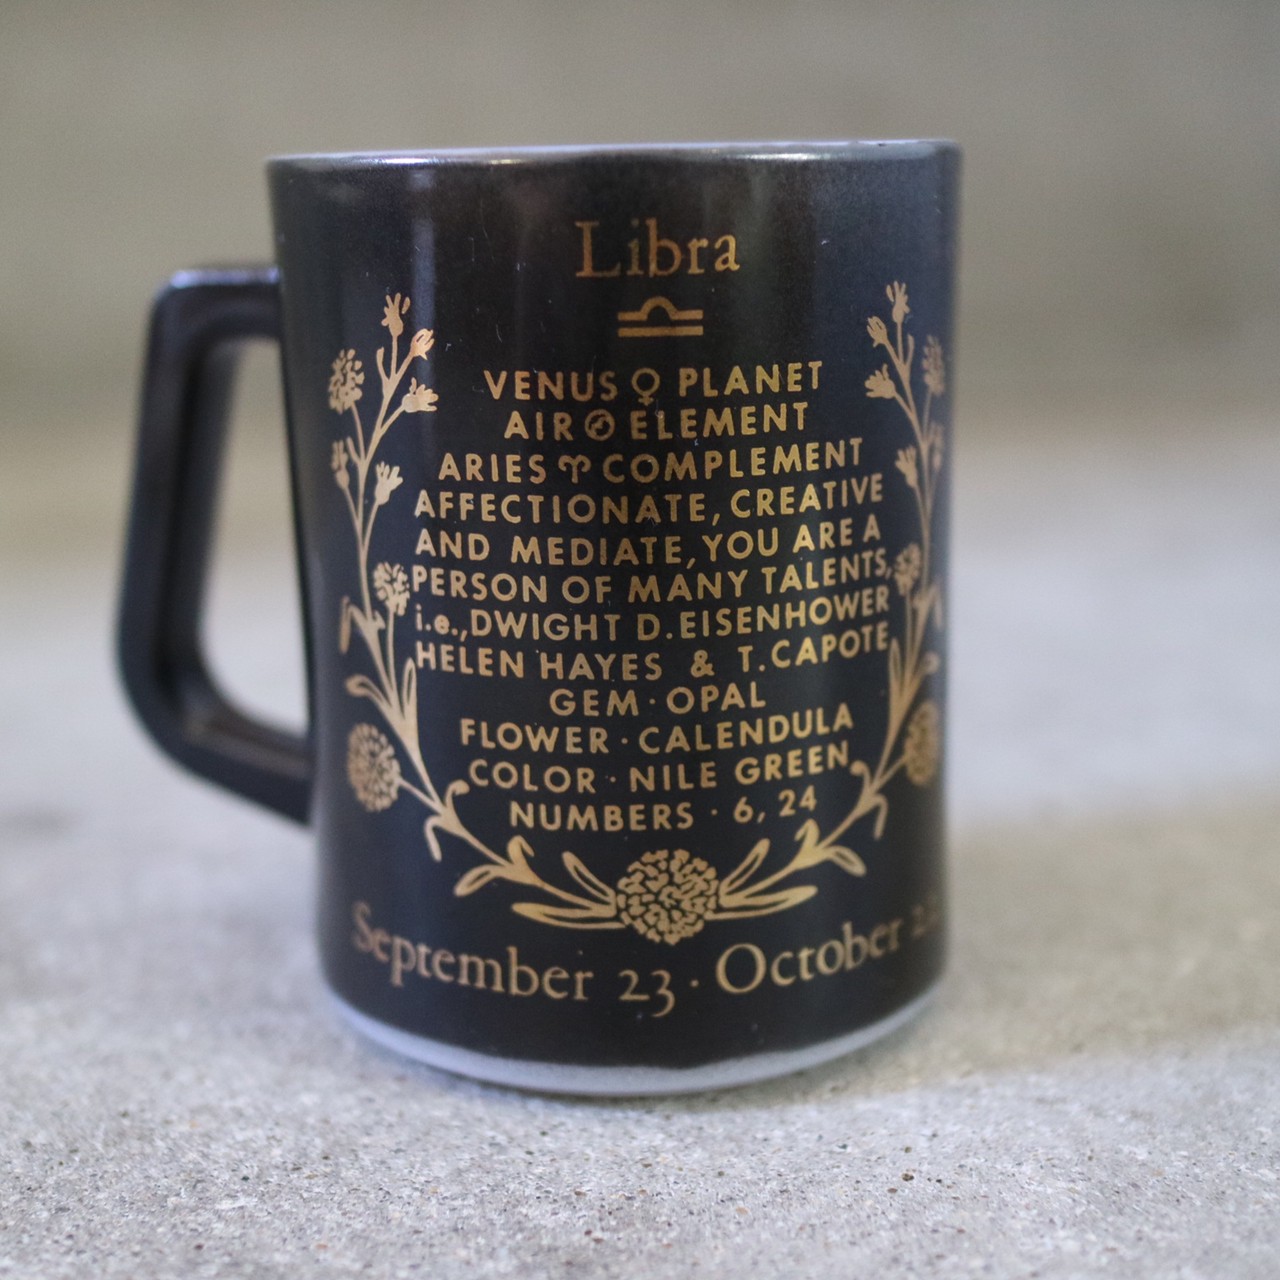 Libra
♎
VENUS ♀ PLANET
AIR ELEMENT
ARIES ♈ COMPLEMENT
AFFECTIONATE, CREATIVE
AND MEDIATE, YOU ARE A
PERSON OF MANY TALENTS,
i.e., DWIGHT D. EISENHOWER
HELEN HAYES & T. CAPOTE
GEM · OPAL
FLOWER · CALENDULA
COLOR · NILE GREEN
NUMBERS · 6, 24
September 23 · October